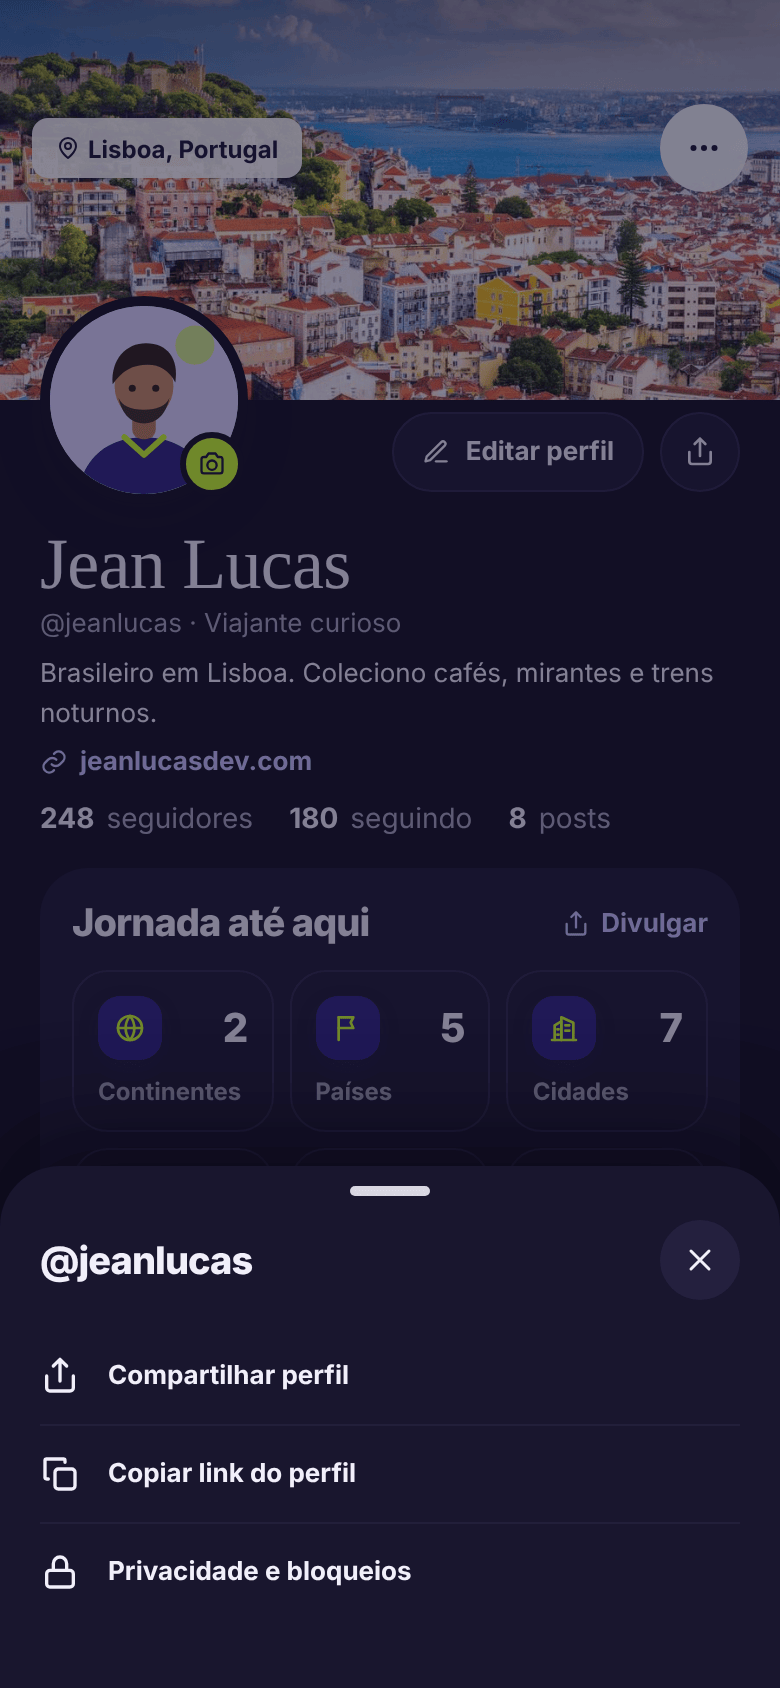 Lisboa, Portugal
Editar perfil
Jean Lucas
@jeanlucas · Viajante curioso
Brasileiro em Lisboa. Coleciono cafés, mirantes e trens
noturnos.
jeanlucasdev.com
248 seguidores 180 seguindo 8 posts
Jornada até aqui
Divulgar
2
5
7
Continentes
Países
Cidades
@jeanlucas
Compartilhar perfil
Copiar link do perfil
Privacidade e bloqueios